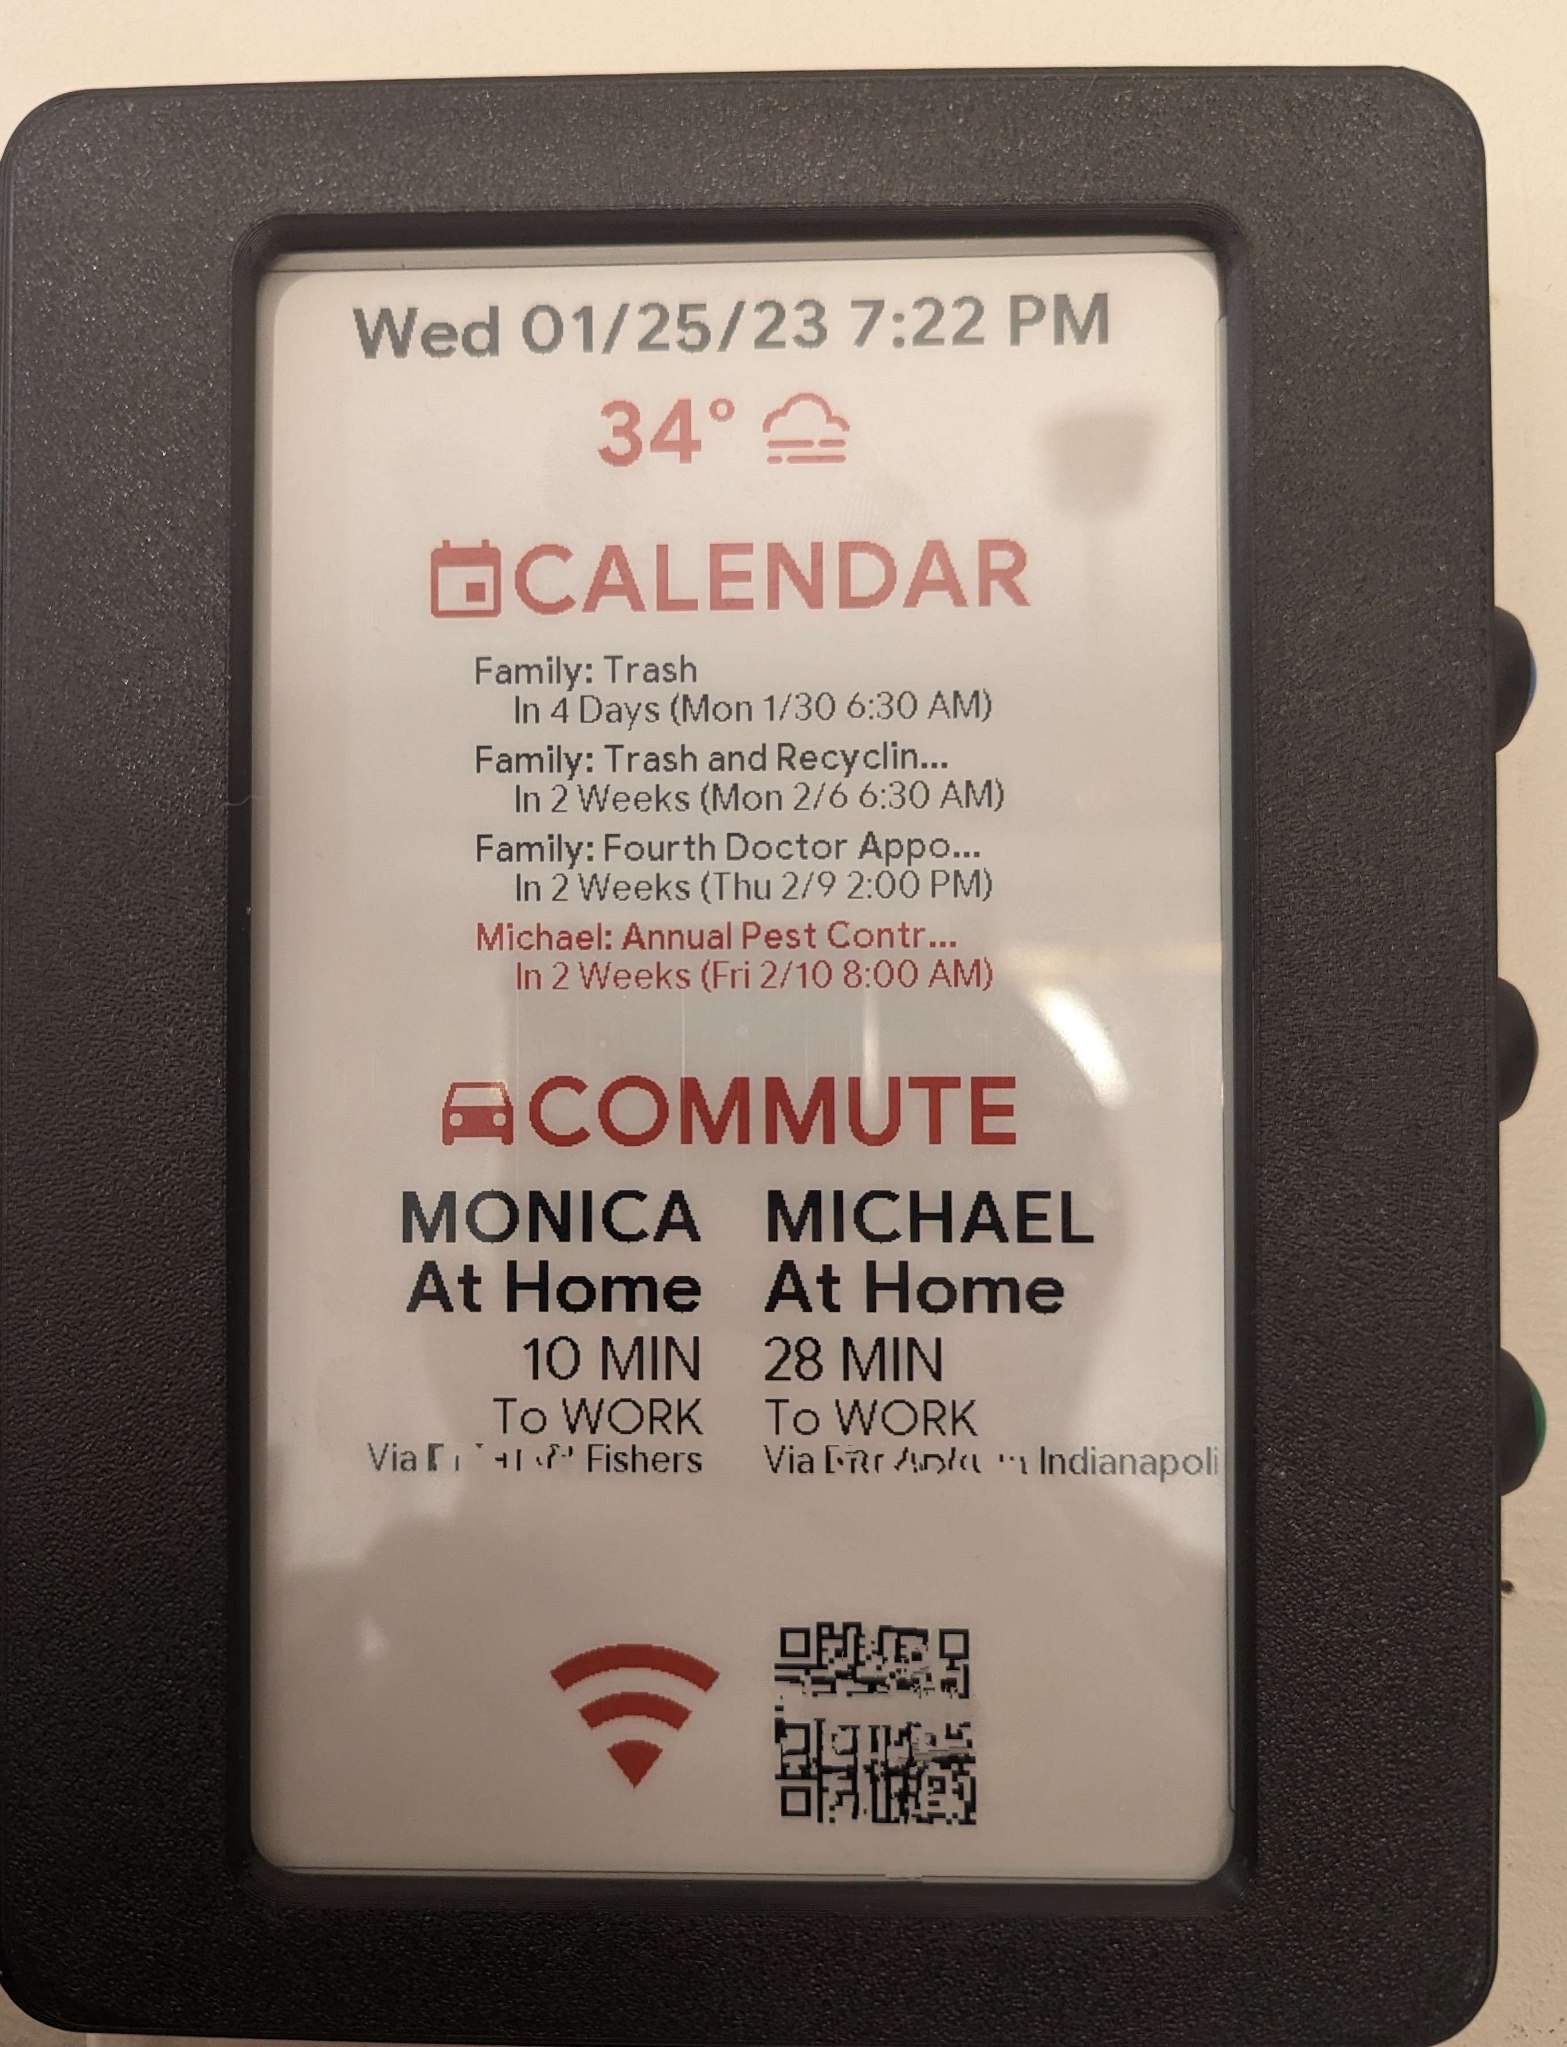 Wed 01/25/23 7:22 PM
34°
CALENDAR
Family: Trash
In 4 Days (Mon 1/30 6:30 AM)
Family: Trash and Recyclin...
In 2 Weeks (Mon 2/6 6:30 AM)
Family: Fourth Doctor Appo...
In 2 Weeks (Thu 2/9 2:00 PM)
Michael: Annual Pest Contr...
In 2 Weeks (Fri 2/10 8:00 AM)
COMMUTE
MONICA
At Home
10 MIN
To WORK
Via Fishers
MICHAEL
At Home
28 MIN
To WORK
Via Indianapoli